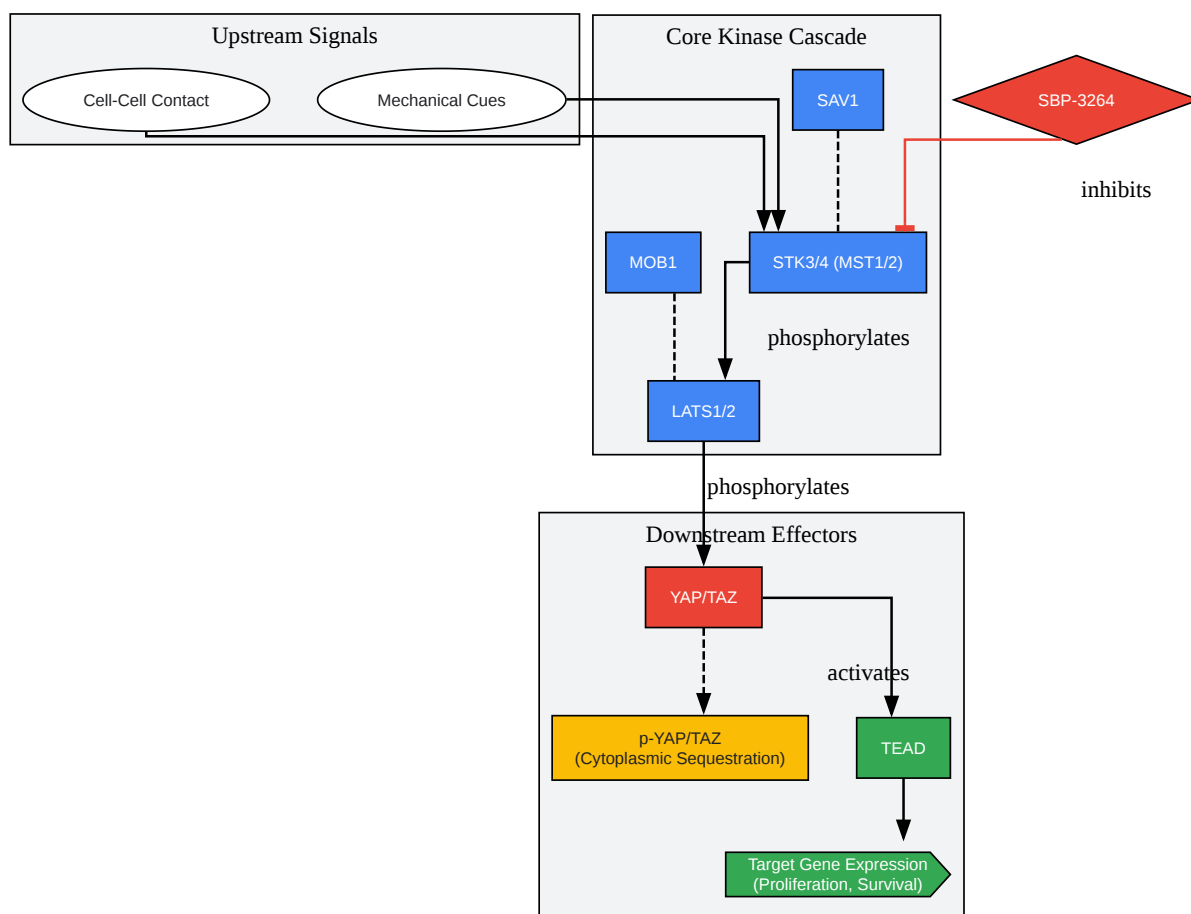 Upstream Signals
Core Kinase Cascade
Cell-Cell Contact
Mechanical Cues
SAV1
SBP-3264
inhibits
MOB1
STK3/4 (MST1/2)
phosphorylates
LATS1/2
phosphorylates
Downstream Effectors
YAP/TAZ
activates
p-YAP/TAZ
(Cytoplasmic Sequestration)
TEAD
Target Gene Expression
(Proliferation, Survival)